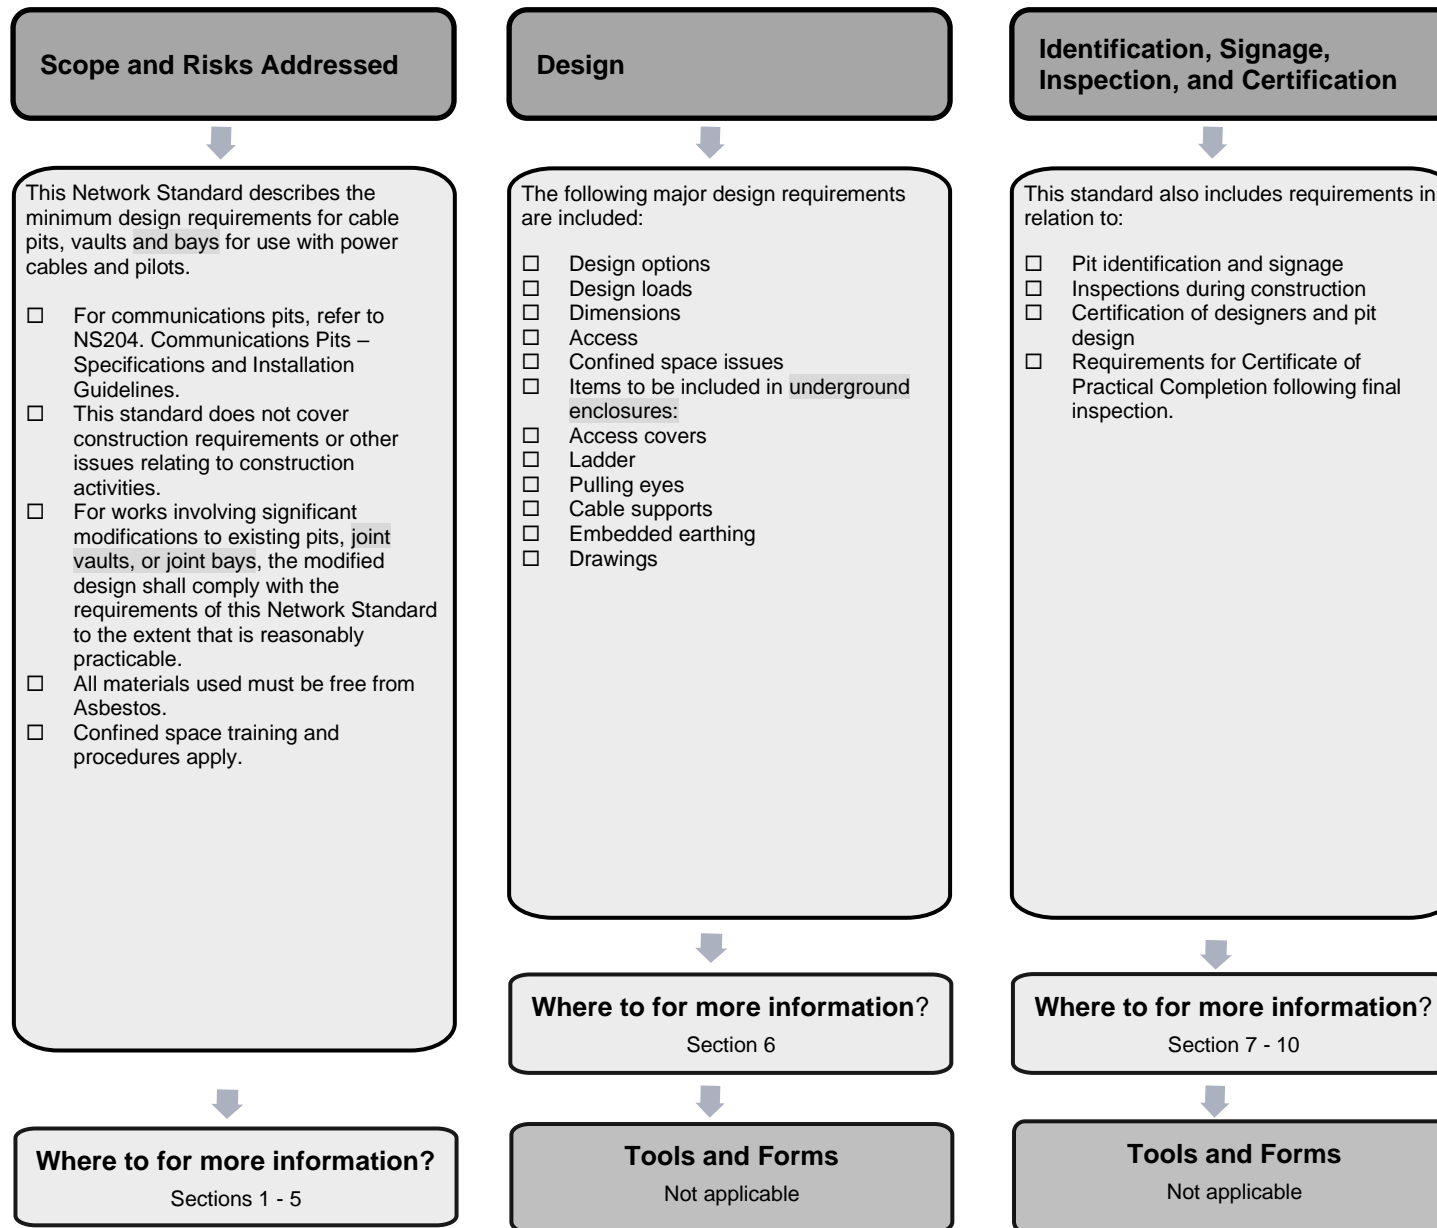 Scope and Risks Addressed
This Network Standard describes the
minimum design requirements for cable
pits, vaults and bays for use with power
cables and pilots.
☐ For communications pits, refer to
NS204. Communications Pits –
Specifications and Installation
Guidelines.
☐ This standard does not cover
construction requirements or other
issues relating to construction
activities.
☐ For works involving significant
modifications to existing pits, joint
vaults, or joint bays, the modified
design shall comply with the
requirements of this Network Standard
to the extent that is reasonably
practicable.
☐ All materials used must be free from
Asbestos.
☐ Confined space training and
procedures apply.
Where to for more information?
Sections 1 - 5
Design
The following major design requirements
are included:
☐ Design options
☐ Design loads
☐ Dimensions
☐ Access
☐ Confined space issues
☐ Items to be included in underground
enclosures:
☐ Access covers
☐ Ladder
☐ Pulling eyes
☐ Cable supports
☐ Embedded earthing
☐ Drawings
Where to for more information?
Section 6
Tools and Forms
Not applicable
Identification, Signage,
Inspection, and Certification
This standard also includes requirements in
relation to:
☐ Pit identification and signage
☐ Inspections during construction
☐ Certification of designers and pit
design
☐ Requirements for Certificate of
Practical Completion following final
inspection.
Where to for more information?
Section 7 - 10
Tools and Forms
Not applicable